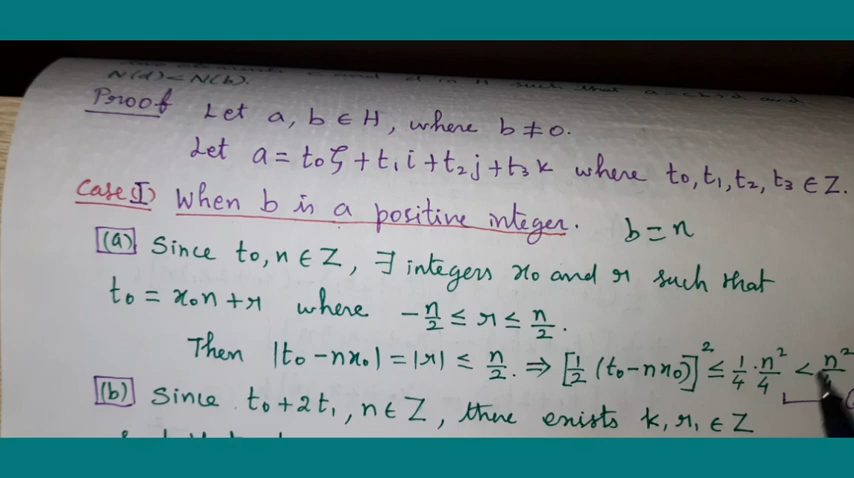 N(d) < N(b).
Proof Let a, b ∈ H, where b ≠ 0.
Let a = t₀ζ + t₁i + t₂j + t₃k where t₀, t₁, t₂, t₃ ∈ Z.
Case(I) When b is a positive integer. b = n
(a) Since t₀, n ∈ Z, ∃ integers x₀ and r such that
t₀ = x₀n + r where -n/2 ≤ r ≤ n/2.
Then |t₀ - nx₀| = |r| ≤ n/2. ⇒ [1/2 (t₀ - nx₀)]² ≤ 1/4 · n²/4 < n²
(b) Since t₀ + 2t₁, n ∈ Z, there exists k, r₁ ∈ Z